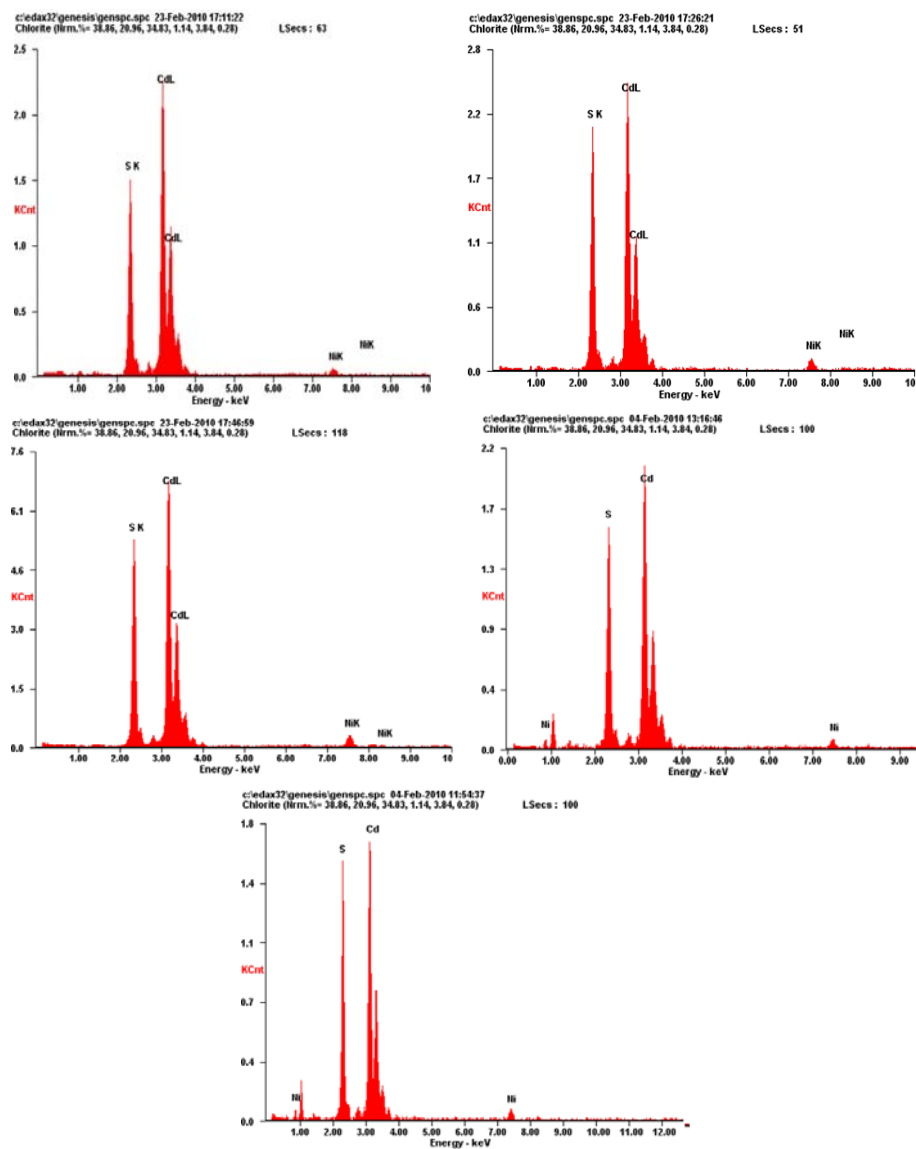 c:\edax32\genesis\genspc.spc 23-Feb-2010 17:11:22
Chlorite (Nrm.%= 38.86, 20.96, 34.83, 1.14, 3.84, 0.28) LSecs : 63
2.5
CdL
2.0
S K
1.5
KCnt
CdL
1.0
0.5
NiK
NiK
0.0
1.00 2.00 3.00 4.00 5.00 6.00 7.00 8.00 9.00 10
Energy - keV
c:\edax32\genesis\genspc.spc 23-Feb-2010 17:26:21
Chlorite (Nrm.%= 38.86, 20.96, 34.83, 1.14, 3.84, 0.28) LSecs : 51
2.8
CdL
2.2
S K
1.7
KCnt
CdL
1.1
0.6
NiK
NiK
0.0
1.00 2.00 3.00 4.00 5.00 6.00 7.00 8.00 9.00 10
Energy - keV
c:\edax32\genesis\genspc.spc 23-Feb-2010 17:46:59
Chlorite (Nrm.%= 38.86, 20.96, 34.83, 1.14, 3.84, 0.28) LSecs : 118
7.6
CdL
6.1
S K
4.6
KCnt
CdL
3.0
1.5
NiK
NiK
0.0
1.00 2.00 3.00 4.00 5.00 6.00 7.00 8.00 9.00 10
Energy - keV
c:\edax32\genesis\genspc.spc 04-Feb-2010 13:16:46
Chlorite (Nrm.%= 38.86, 20.96, 34.83, 1.14, 3.84, 0.28) LSecs : 100
2.2
Cd
1.7
S
1.3
KCnt
0.9
0.4
Ni
Ni
0.0
0.00 1.00 2.00 3.00 4.00 5.00 6.00 7.00 8.00 9.00
Energy - keV
c:\edax32\genesis\genspc.spc 04-Feb-2010 11:54:37
Chlorite (Nrm.%= 38.86, 20.96, 34.83, 1.14, 3.84, 0.28) LSecs : 100
1.8
Cd
S
1.4
1.1
KCnt
0.7
0.4
Ni
Ni
0.0
1.00 2.00 3.00 4.00 5.00 6.00 7.00 8.00 9.00 10.00 11.00 12.00
Energy - keV